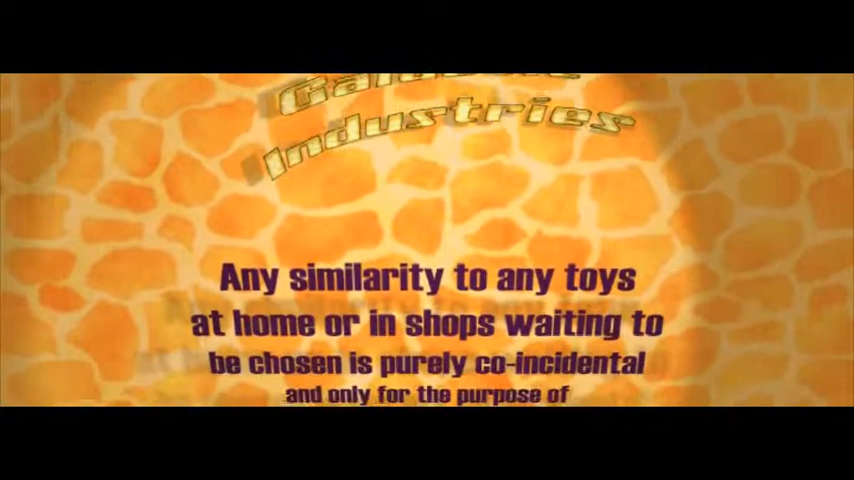 Industries
Any similarity to any toys
at home or in shops waiting to
be chosen is purely co-incidental
and only for the purpose of